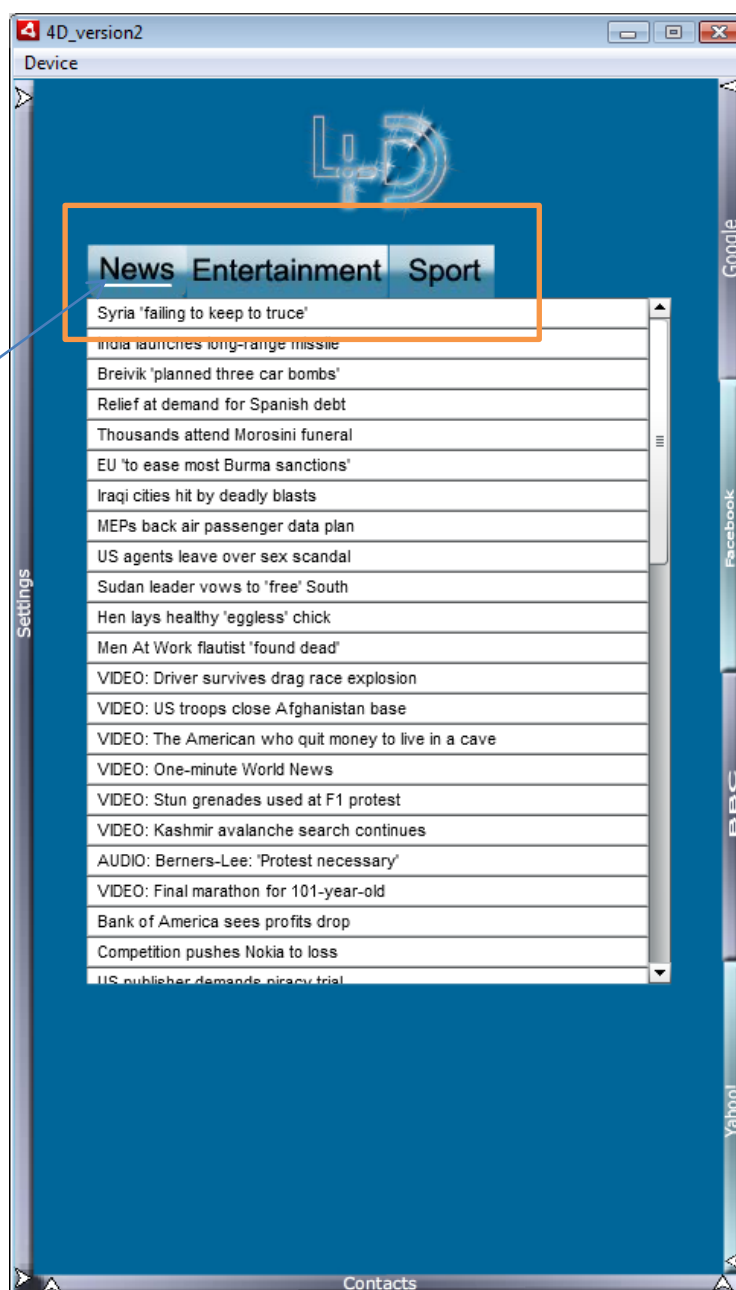 4D_version2
Device
4D
News Entertainment Sport
Syria 'failing to keep to truce'
India launches long-range missile
Breivik 'planned three car bombs'
Relief at demand for Spanish debt
Thousands attend Morosini funeral
EU 'to ease most Burma sanctions'
Iraqi cities hit by deadly blasts
MEPs back air passenger data plan
US agents leave over sex scandal
Sudan leader vows to 'free' South
Hen lays healthy 'eggless' chick
Men At Work flautist 'found dead'
VIDEO: Driver survives drag race explosion
VIDEO: US troops close Afghanistan base
VIDEO: The American who quit money to live in a cave
VIDEO: One-minute World News
VIDEO: Stun grenades used at F1 protest
VIDEO: Kashmir avalanche search continues
AUDIO: Berners-Lee: 'Protest necessary'
VIDEO: Final marathon for 101-year-old
Bank of America sees profits drop
Competition pushes Nokia to loss
US publisher demands piracy trial
Settings
Google
Facebook
BBC
Yahoo!
Contacts